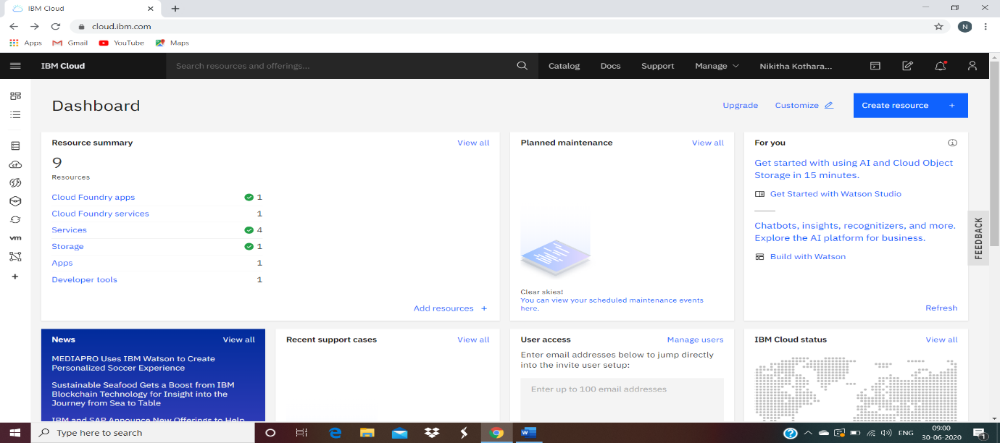 IBM Cloud
cloud.ibm.com
N
Apps
Gmail
YouTube
Maps
IBM Cloud
Search resources and offerings...
Catalog
Docs
Support
Manage
Nikitha Kothara...
Dashboard
Upgrade
Customize
Create resource +
Resource summary
View all
9
Resources
Cloud Foundry apps 1
Cloud Foundry services 1
Services 4
Storage 1
Apps 1
Developer tools 1
Add resources +
Planned maintenance
View all
Clear skies!
You can view your scheduled maintenance events
here.
For you
Get started with using AI and Cloud Object
Storage in 15 minutes.
Get Started with Watson Studio
Chatbots, insights, recognitizers, and more.
Explore the AI platform for business.
Build with Watson
Refresh
FEEDBACK
vm
News
View all
MEDIAPRO Uses IBM Watson to Create
Personalized Soccer Experience
Sustainable Seafood Gets a Boost from IBM
Blockchain Technology for Insight into the
Journey from Sea to Table
IBM and SAP Announce New Offerings to Help
Recent support cases
View all
User access
Manage users
Enter email addresses below to jump directly
into the invite user setup:
Enter up to 100 email addresses
IBM Cloud status
View all
Type here to search
ENG
09:00
30-06-2020
1